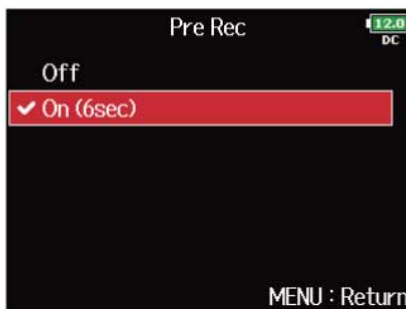 Pre Rec
12.0
DC
Off
On (6sec)
MENU : Return